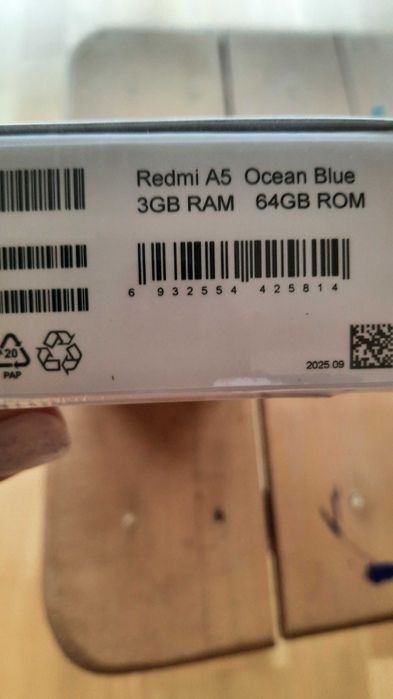 Redmi A5 Ocean Blue
3GB RAM 64GB ROM
6 932554 425814
20
PAP
2025.09